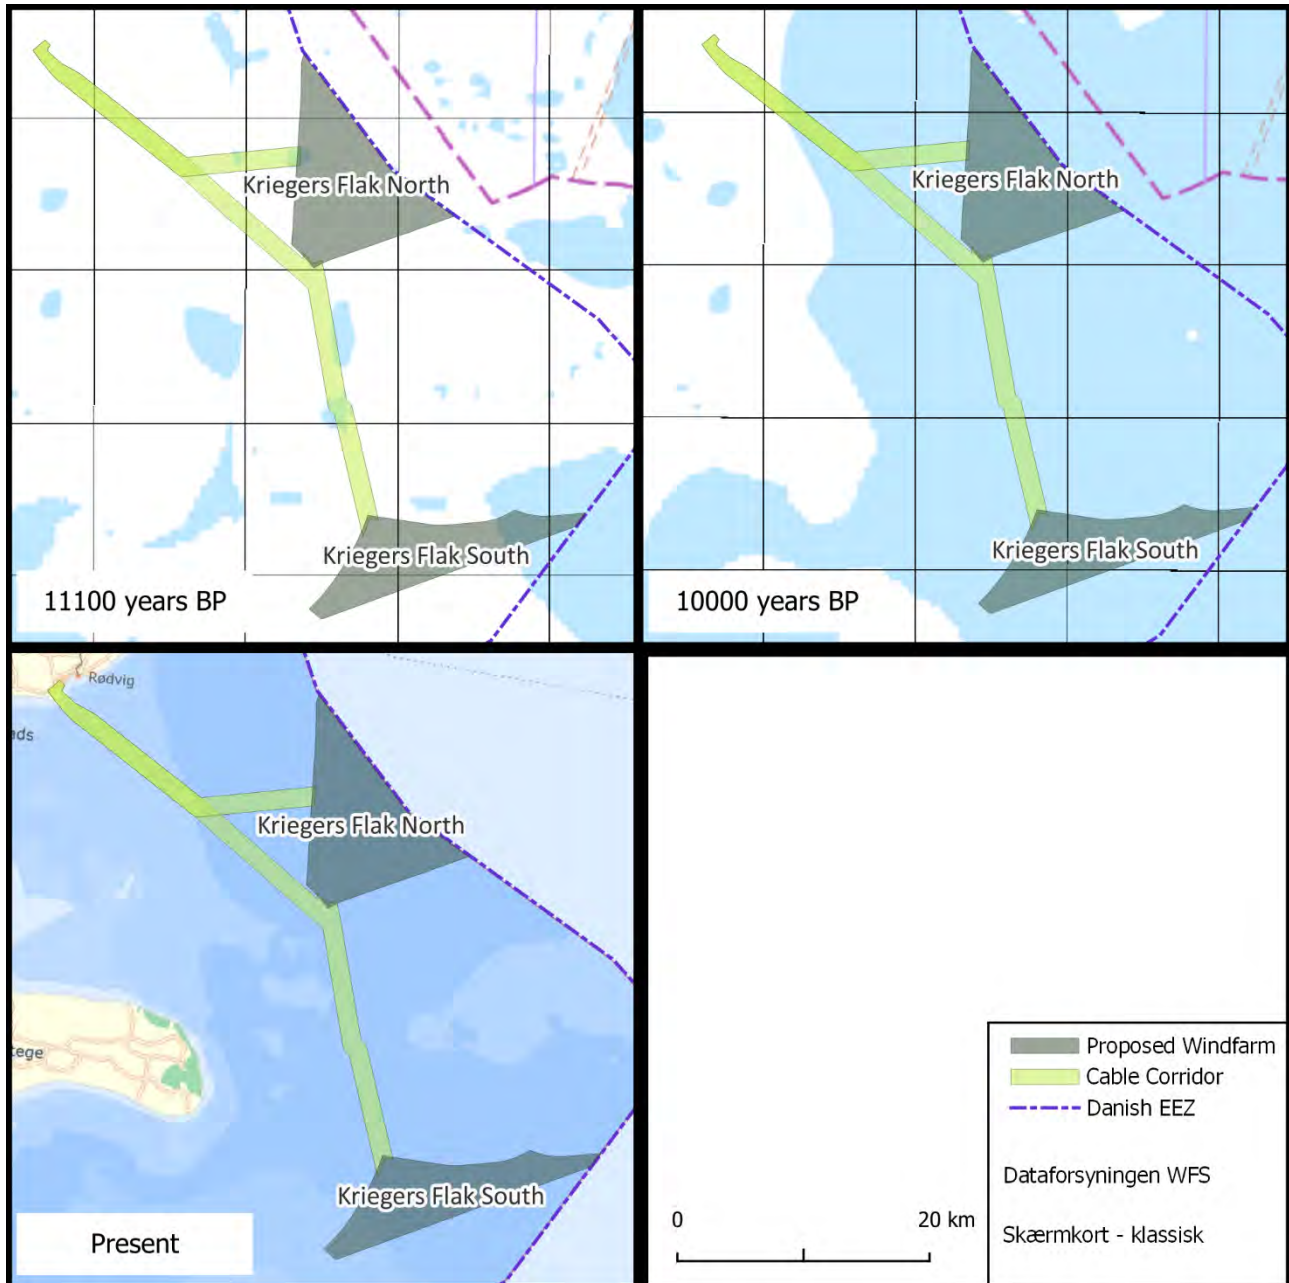 Kriegers Flak North
Kriegers Flak South
11100 years BP
Kriegers Flak North
Kriegers Flak South
10000 years BP
Rødvig
ds
Kriegers Flak North
ege
Kriegers Flak South
Present
Proposed Windfarm
Cable Corridor
Danish EEZ
Dataforsyningen WFS
0 20 km
Skærmkort - klassisk